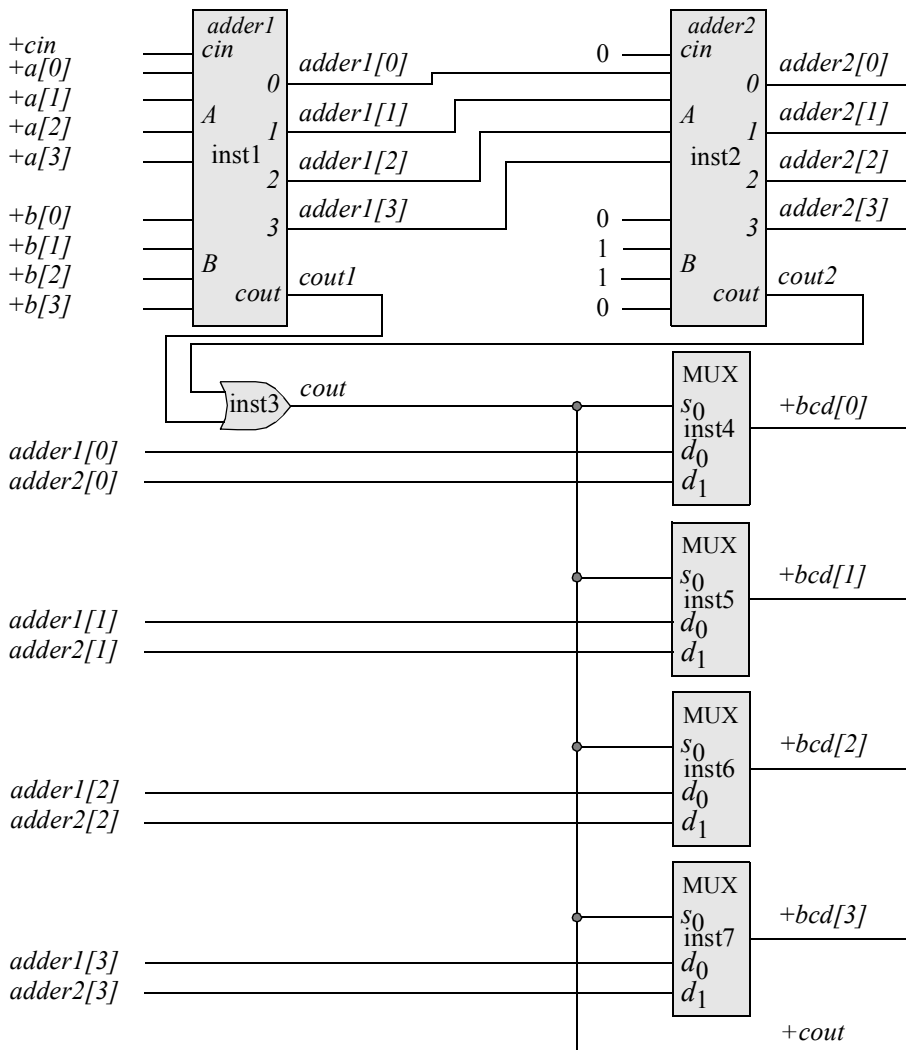 adder1
adder2
+cin
cin
0
cin
+a[0]
0
adder1[0]
0
adder2[0]
+a[1]
A
1
adder1[1]
A
1
adder2[1]
+a[2]
inst1
2
adder1[2]
inst2
2
adder2[2]
+a[3]
3
adder1[3]
3
adder2[3]
+b[0]
0
+b[1]
B
1
B
+b[2]
cout
cout1
1
cout
cout2
+b[3]
0
inst3
cout
MUX
s0
inst4
d0
d1
+bcd[0]
adder1[0]
adder2[0]
MUX
s0
inst5
d0
d1
+bcd[1]
adder1[1]
adder2[1]
MUX
s0
inst6
d0
d1
+bcd[2]
adder1[2]
adder2[2]
MUX
s0
inst7
d0
d1
+bcd[3]
adder1[3]
adder2[3]
+cout